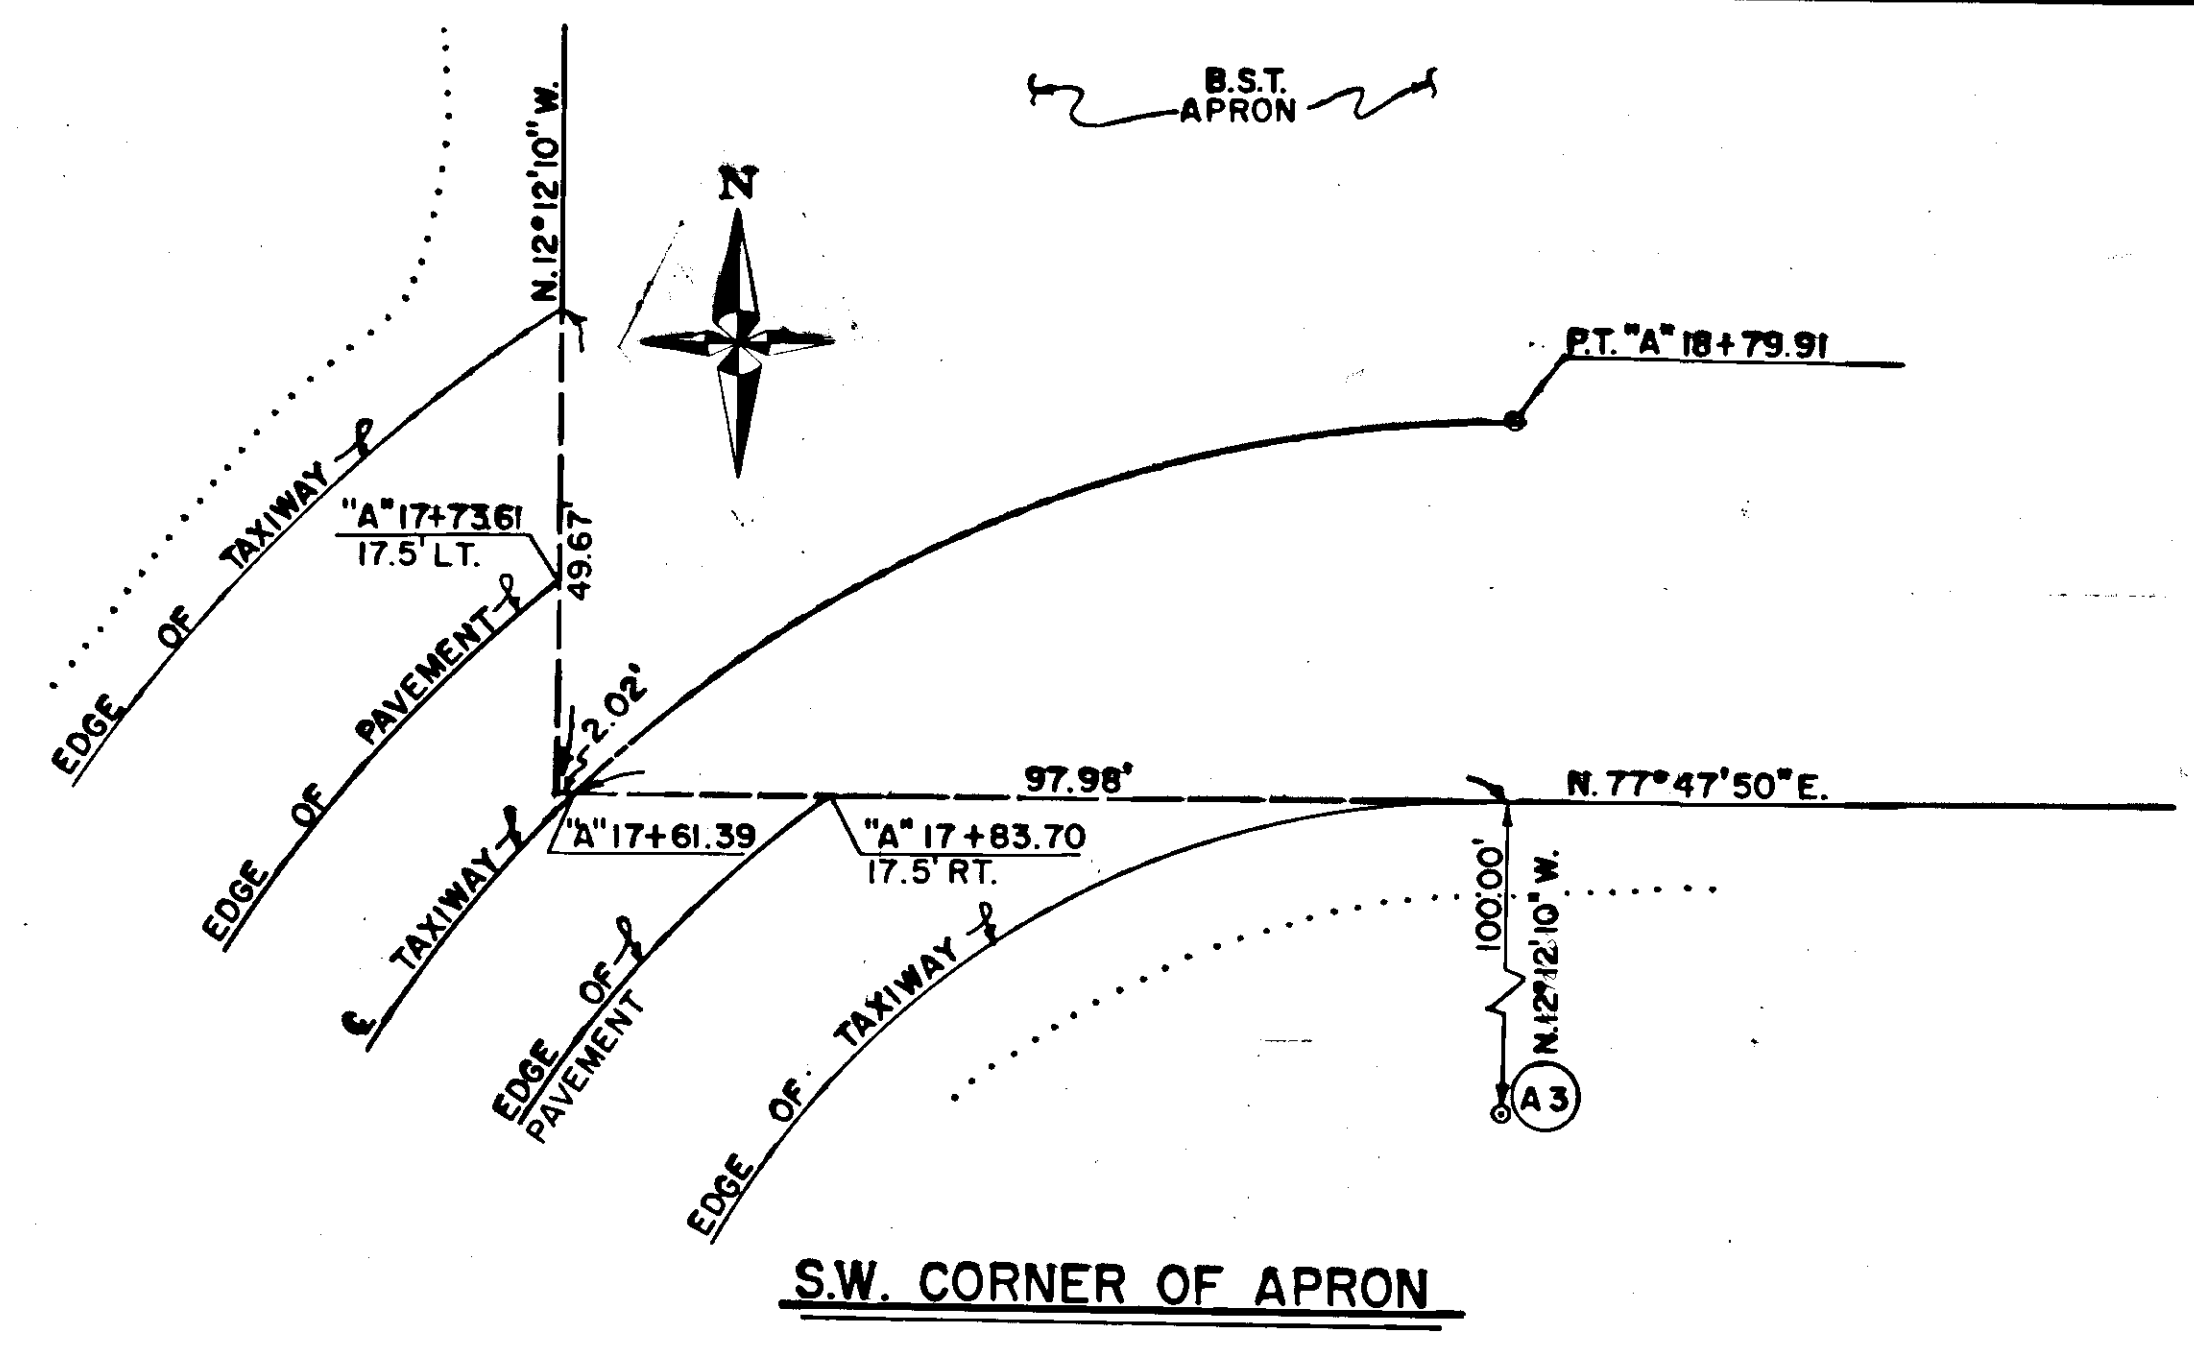 B.S.T.
APRON
N.12°12'10" W.
N
P.T. "A" 18+79.91
EDGE OF TAXIWAY
"A" 17+73.61
17.5' LT.
49.67'
EDGE OF PAVEMENT
2.02'
97.98'
N. 77°47'50" E.
"A" 17+61.39
"A" 17+83.70
17.5' RT.
℄ TAXIWAY
EDGE OF
PAVEMENT
EDGE OF TAXIWAY
100.00'
N.12°12'10" W.
A3
S.W. CORNER OF APRON